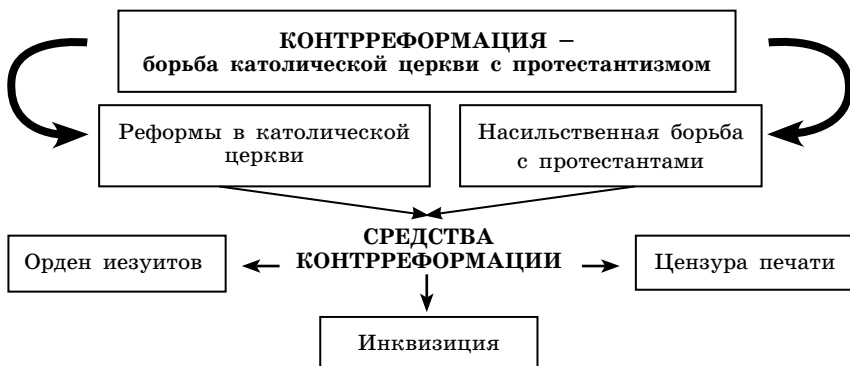 КОНТРРЕФОРМАЦИЯ –
борьба католической церкви с протестантизмом
Реформы в католической
церкви
Насильственная борьба
с протестантами
СРЕДСТВА
КОНТРРЕФОРМАЦИИ
Орден иезуитов
Цензура печати
Инквизиция